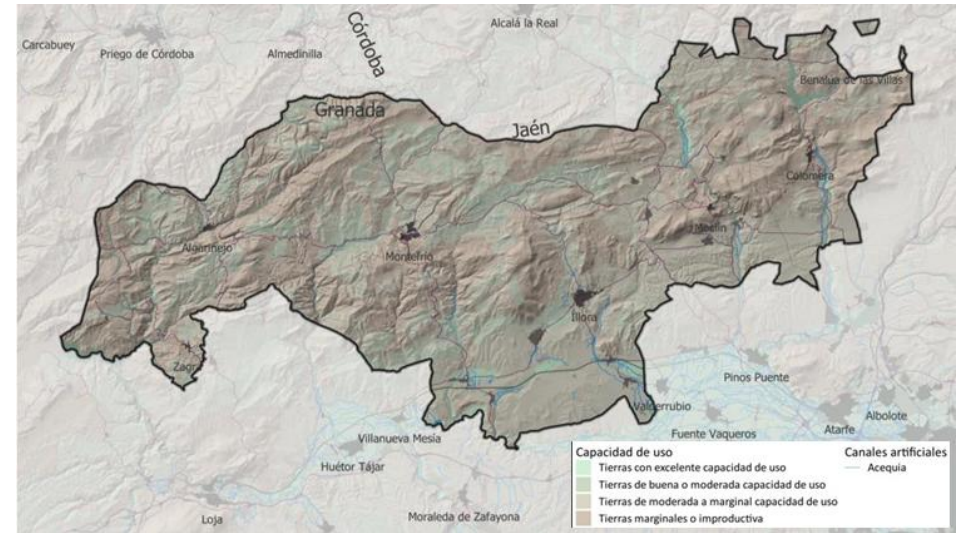 Alcalá la Real
Córdoba
Carcabuey
Priego de Córdoba
Almedinilla
Benalúa de las Villas
Granada
Jaén
Colomera
Moclín
Algarinejo
Montefrío
Íllora
Zagra
Pinos Puente
Valderrubio
Albolote
Atarfe
Fuente Vaqueros
Villanueva Mesía
Huétor Tájar
Loja
Moraleda de Zafayona
Capacidad de uso
Tierras con excelente capacidad de uso
Tierras de buena o moderada capacidad de uso
Tierras de moderada a marginal capacidad de uso
Tierras marginales o improductiva
Canales artificiales
Acequia